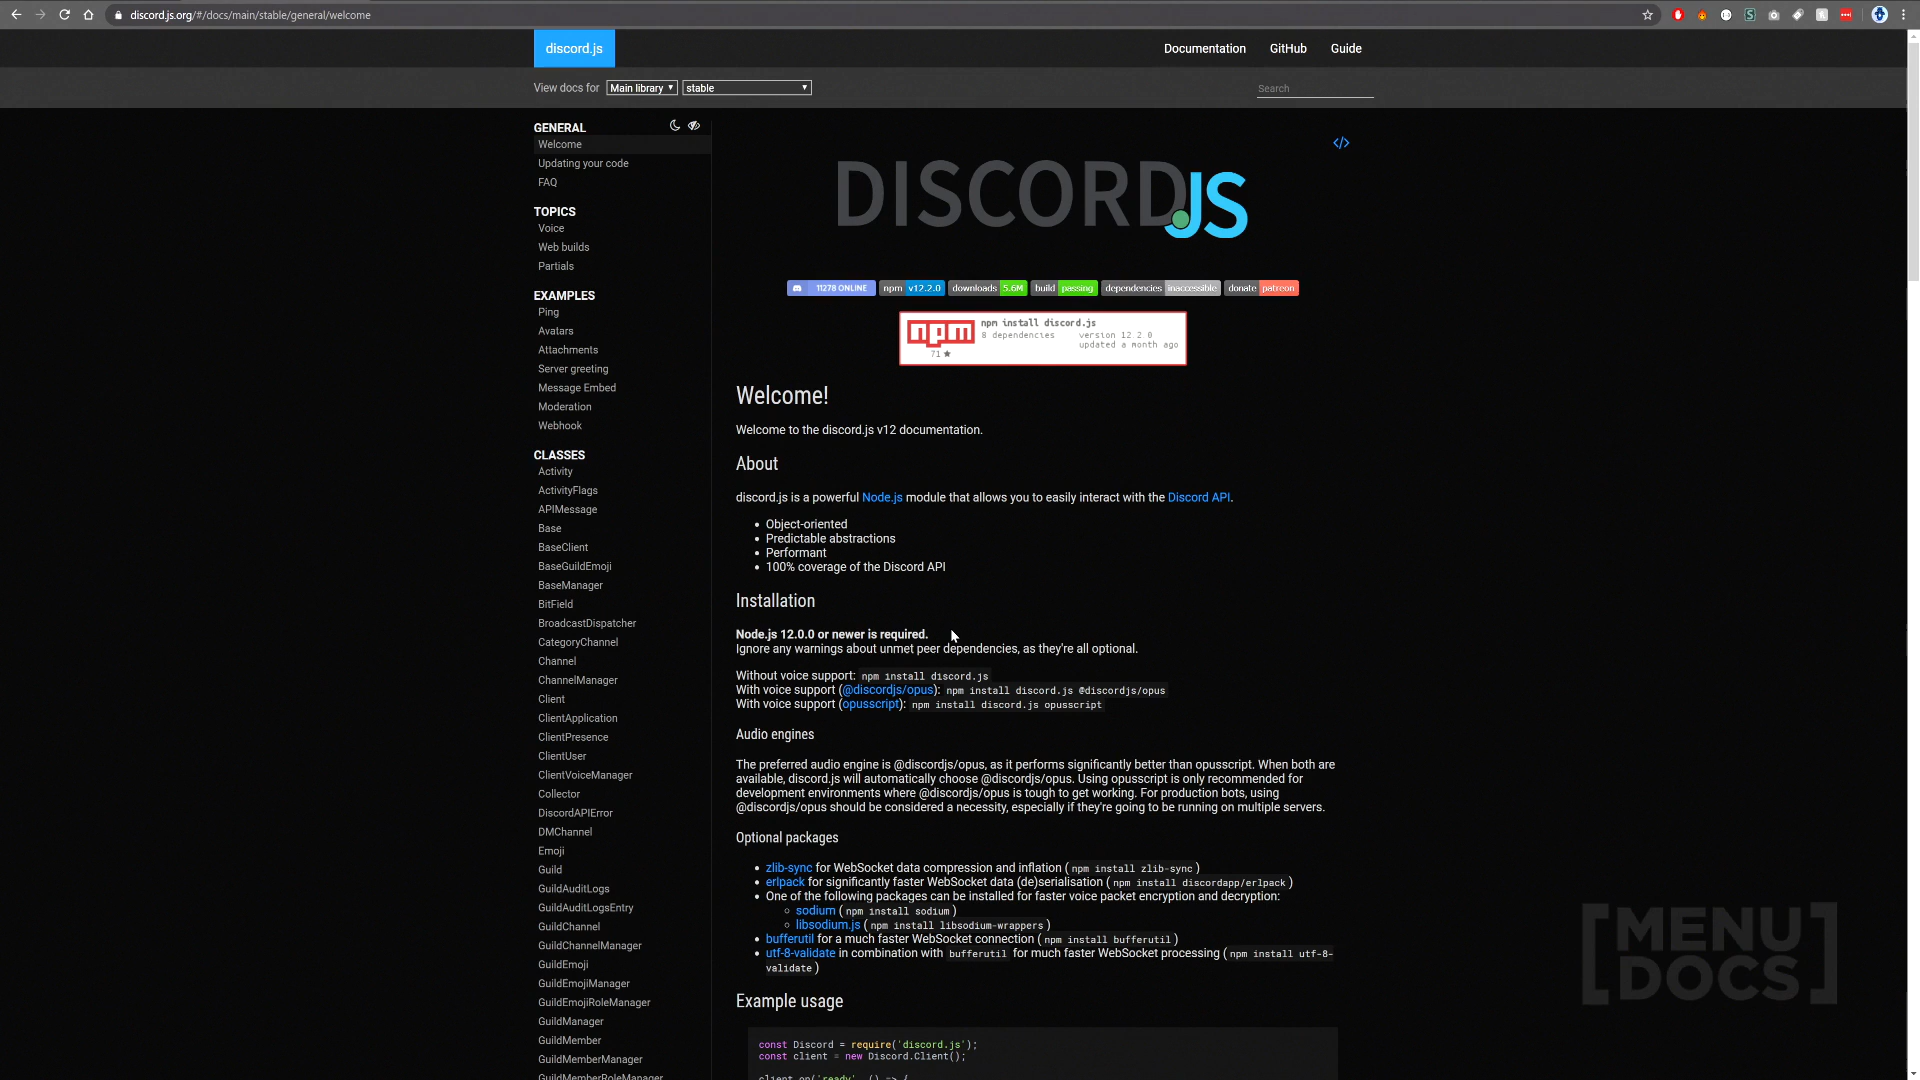 discord.js.org/#/docs/main/stable/general/welcome
discord.js
Documentation
GitHub
Guide
View docs for
Main library
stable
Search
GENERAL
Welcome
Updating your code
FAQ
TOPICS
Voice
Web builds
Partials
EXAMPLES
Ping
Avatars
Attachments
Server greeting
Message Embed
Moderation
Webhook
CLASSES
Activity
ActivityFlags
APIMessage
Base
BaseClient
BaseGuildEmoji
BaseManager
BitField
BroadcastDispatcher
CategoryChannel
Channel
ChannelManager
Client
ClientApplication
ClientPresence
ClientUser
ClientVoiceManager
Collector
DiscordAPIError
DMChannel
Emoji
Guild
GuildAuditLogs
GuildAuditLogsEntry
GuildChannel
GuildChannelManager
GuildEmoji
GuildEmojiManager
GuildEmojiRoleManager
GuildManager
GuildMember
GuildMemberManager
GuildMemberRoleManager
</>
DISCORD.JS
11278 ONLINE
npm v12.2.0
downloads 5.6M
build passing
dependencies inaccessible
donate patreon
npm
71 ★
npm install discord.js
8 dependencies
version 12 2 0
updated a month ago
Welcome!
Welcome to the discord.js v12 documentation.
About
discord.js is a powerful Node.js module that allows you to easily interact with the Discord API.
• Object-oriented
• Predictable abstractions
• Performant
• 100% coverage of the Discord API
Installation
Node.js 12.0.0 or newer is required.
Ignore any warnings about unmet peer dependencies, as they're all optional.
Without voice support: npm install discord.js
With voice support (@discordjs/opus): npm install discord.js @discordjs/opus
With voice support (opusscript): npm install discord.js opusscript
Audio engines
The preferred audio engine is @discordjs/opus, as it performs significantly better than opusscript. When both are
available, discord.js will automatically choose @discordjs/opus. Using opusscript is only recommended for
development environments where @discordjs/opus is tough to get working. For production bots, using
@discordjs/opus should be considered a necessity, especially if they're going to be running on multiple servers.
Optional packages
• zlib-sync for WebSocket data compression and inflation ( npm install zlib-sync )
• erlpack for significantly faster WebSocket data (de)serialisation ( npm install discordapp/erlpack )
• One of the following packages can be installed for faster voice packet encryption and decryption:
◦ sodium ( npm install sodium )
◦ libsodium.js ( npm install libsodium-wrappers )
• bufferutil for a much faster WebSocket connection ( npm install bufferutil )
• utf-8-validate in combination with bufferutil for much faster WebSocket processing ( npm install utf-8-
validate )
Example usage
const Discord = require('discord.js');
const client = new Discord.Client();
client.on('ready', () => {
[MENU
DOCS]